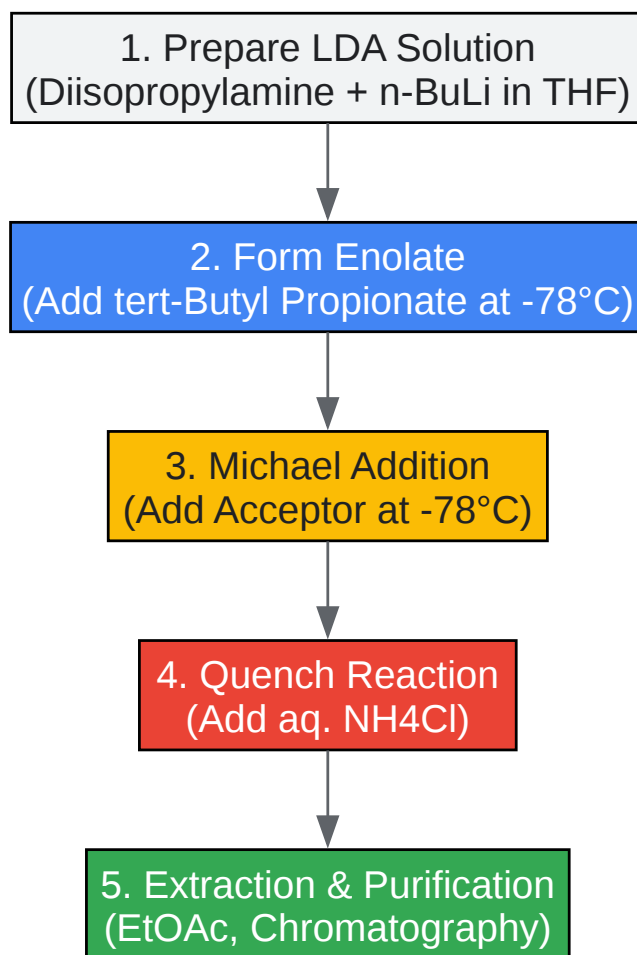 1. Prepare LDA Solution
(Diisopropylamine + n-BuLi in THF)
2. Form Enolate
(Add tert-Butyl Propionate at -78°C)
3. Michael Addition
(Add Acceptor at -78°C)
4. Quench Reaction
(Add aq. NH4Cl)
5. Extraction & Purification
(EtOAc, Chromatography)